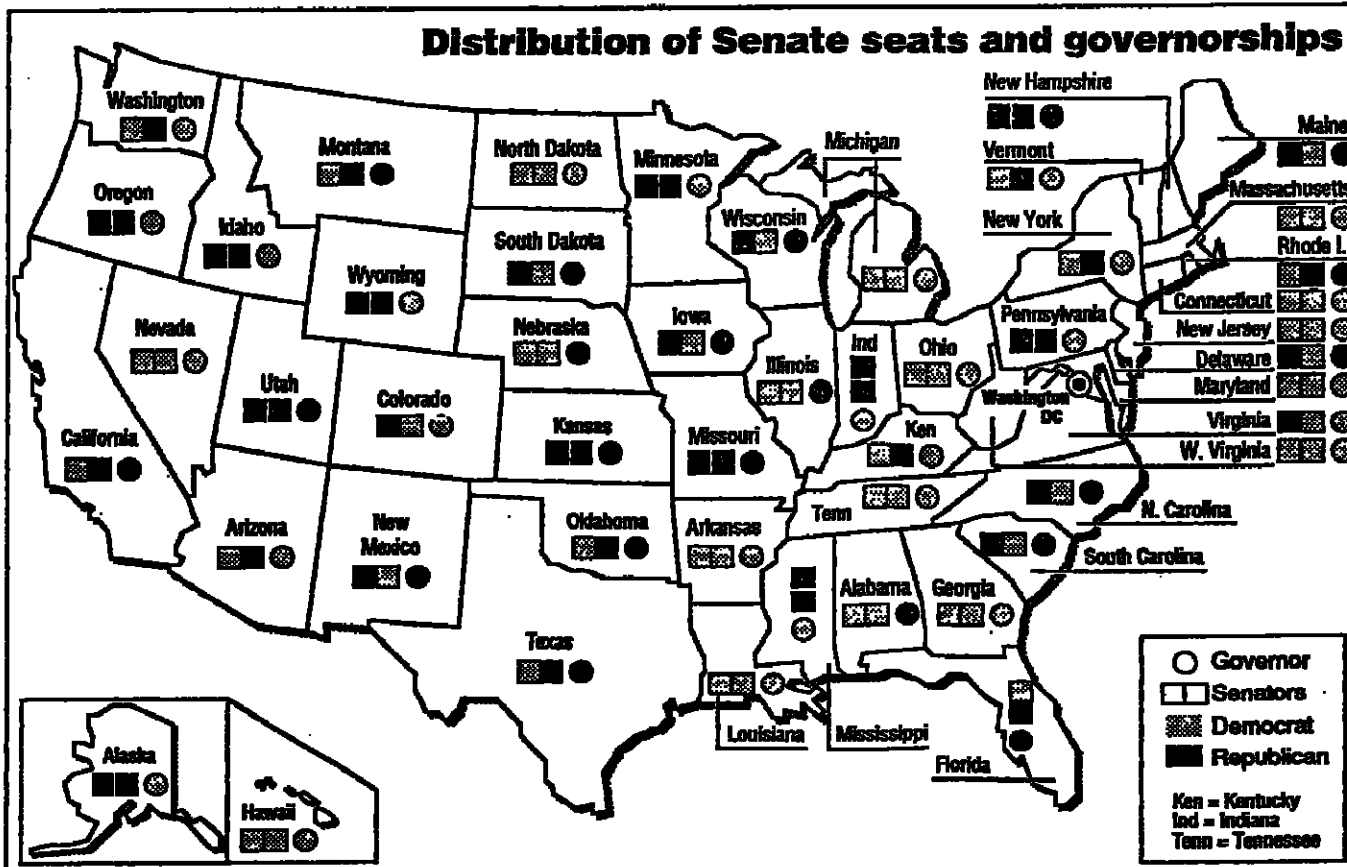 Distribution of Senate seats and governorships
New Hampshire
Washington
Montana
North Dakota
Minnesota
Michigan
Maine
Vermont
Oregon
Idaho
Wisconsin
Massachusetts
South Dakota
New York
Rhode I.
Wyoming
Nevada
Nebraska
Iowa
Pennsylvania
Connecticut
Illinois
Ind
Ohio
New Jersey
Utah
Colorado
Delaware
Washington
DC
Maryland
California
Kansas
Missouri
Ken
Virginia
W. Virginia
Arizona
New
Mexico
Oklahoma
Arkansas
Tenn
N. Carolina
South Carolina
Alabama
Georgia
Texas
Louisiana
Mississippi
Florida
Alaska
Hawaii
Governor
Senators
Democrat
Republican
Ken = Kentucky
Ind = Indiana
Tenn = Tennessee